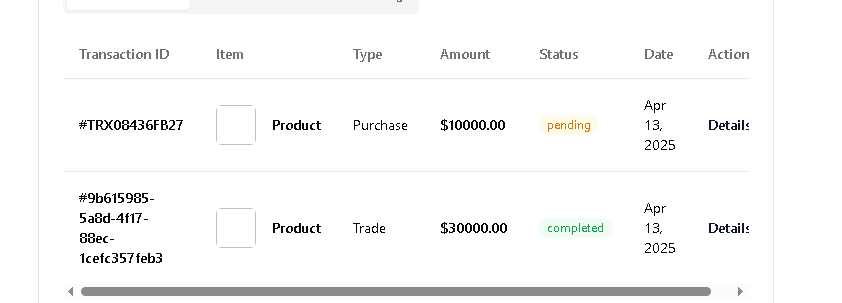 Transaction ID Item Type Amount Status Date Action
Apr
#TRX08436FB27 Product Purchase $10000.00 pending 13, Details
2025
#9b615985-
5a8d-4f17- Apr
88ec- Product Trade $30000.00 completed 13, Details
1cefc357feb3 2025